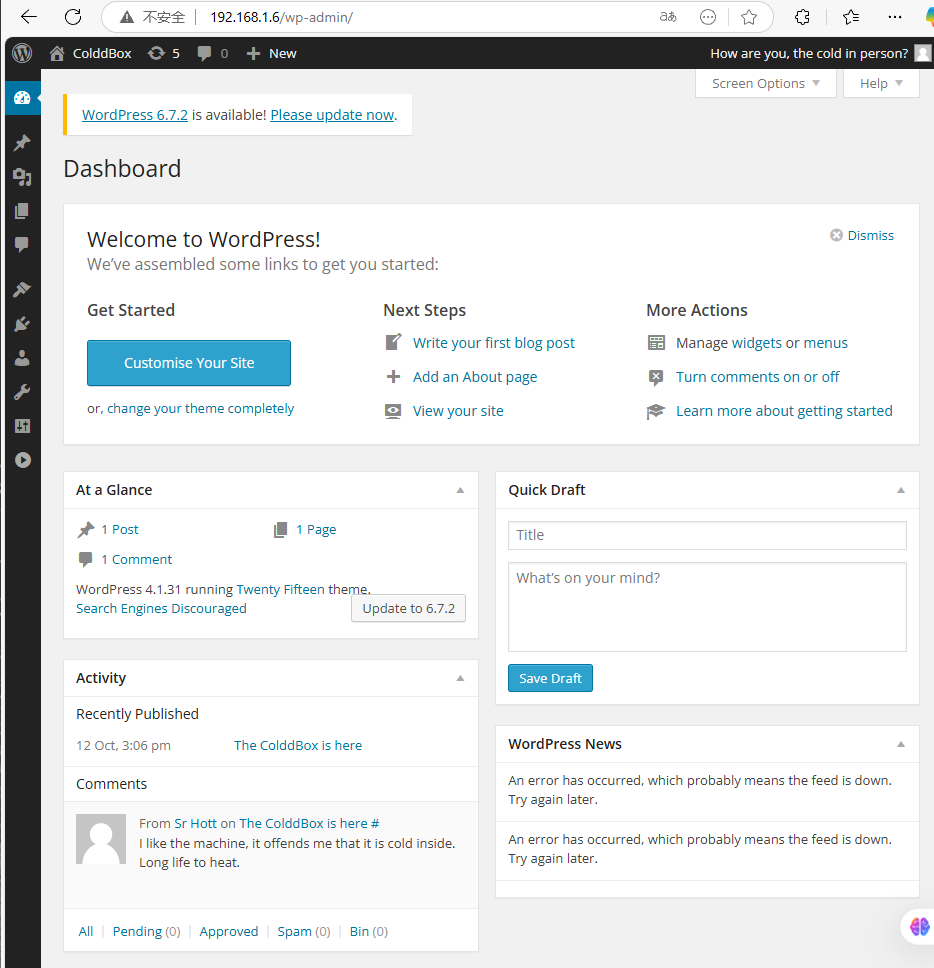 不安全 192.168.1.6/wp-admin/ aあ
ColddBox 5 0 New How are you, the cold in person?
Screen Options Help
WordPress 6.7.2 is available! Please update now.
Dashboard
Welcome to WordPress!
Dismiss
We've assembled some links to get you started:
Get Started
Customise Your Site
or, change your theme completely
Next Steps
Write your first blog post
Add an About page
View your site
More Actions
Manage widgets or menus
Turn comments on or off
Learn more about getting started
At a Glance
1 Post
1 Page
1 Comment
WordPress 4.1.31 running Twenty Fifteen theme.
Search Engines Discouraged
Update to 6.7.2
Activity
Recently Published
12 Oct, 3:06 pm The ColddBox is here
Comments
From Sr Hott on The ColddBox is here #
I like the machine, it offends me that it is cold inside.
Long life to heat.
All | Pending (0) | Approved | Spam (0) | Bin (0)
Quick Draft
Title
What's on your mind?
Save Draft
WordPress News
An error has occurred, which probably means the feed is down.
Try again later.
An error has occurred, which probably means the feed is down.
Try again later.